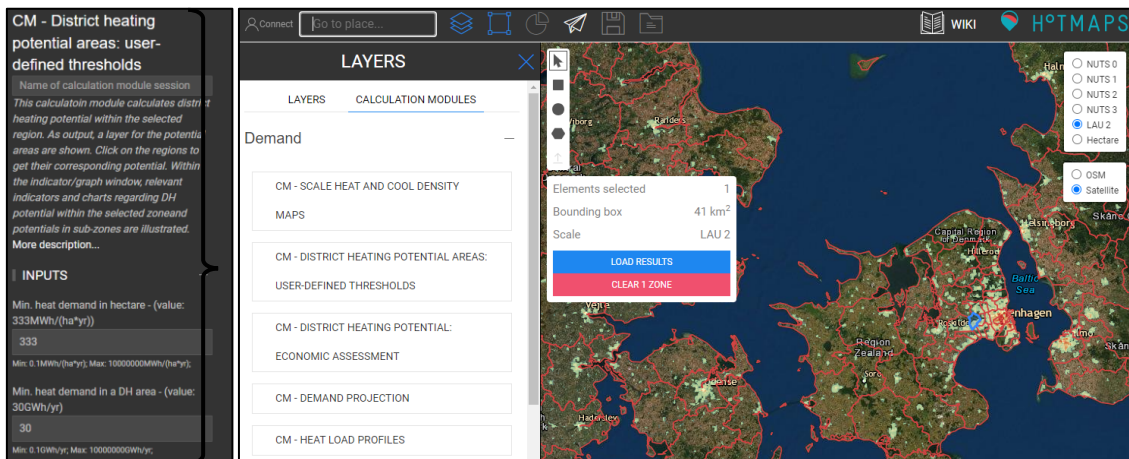 CM - District heating
potential areas: user-
defined thresholds
Name of calculation module session
This calculatoin module calculates district
heating potential within the selected
region. As output, a layer for the potential
areas are shown. Click on the regions to
get their corresponding potential. Within
the indicator/graph window, relevant
indicators and charts regarding DH
potential within the selected zoneand
potentials in sub-zones are illustrated.
More description...
INPUTS
Min. heat demand in hectare - (value:
333MWh/(ha*yr))
333
Min: 0.1MWh/(ha*yr); Max: 10000000MWh/(ha*yr);
Min. heat demand in a DH area - (value:
30GWh/yr)
30
Min: 0.1GWh/yr; Max: 10000000GWh/yr;
Connect
Go to place...
WIKI
HOTMAPS
LAYERS
LAYERS
CALCULATION MODULES
Demand
CM - SCALE HEAT AND COOL DENSITY
MAPS
CM - DISTRICT HEATING POTENTIAL AREAS:
USER-DEFINED THRESHOLDS
CM - DISTRICT HEATING POTENTIAL:
ECONOMIC ASSESSMENT
CM - DEMAND PROJECTION
CM - HEAT LOAD PROFILES
Elements selected 1
Bounding box 41 km²
Scale LAU 2
LOAD RESULTS
CLEAR 1 ZONE
NUTS 0
NUTS 1
NUTS 2
NUTS 3
LAU 2
Hectare
OSM
Satellite
Viborg
Randers
Capital Region
of Denmark
Hillerod
Helsingborg
Skåne
Baltic
Sea
enhagen
Region
Zealand
Soro
Vejle
dense